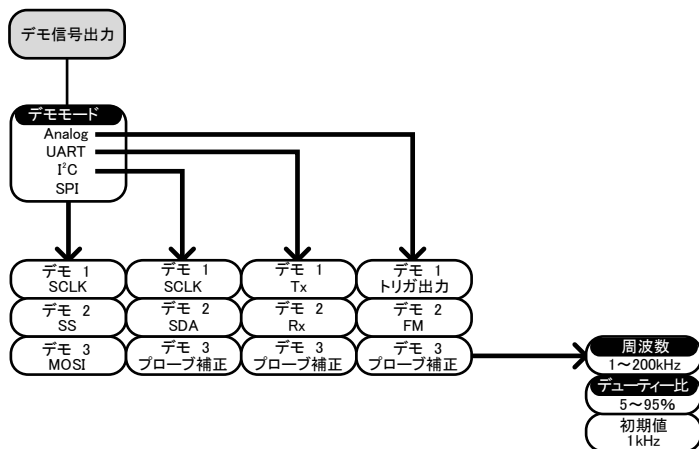 デモ信号出力
デモモード
Analog
UART
I²C
SPI
デモ 1
SCLK
デモ 2
SS
デモ 3
MOSI
デモ 1
SCLK
デモ 2
SDA
デモ 3
プローブ補正
デモ 1
Tx
デモ 2
Rx
デモ 3
プローブ補正
デモ 1
トリガ出力
デモ 2
FM
デモ 3
プローブ補正
周波数
1～200kHz
デューティー比
5～95%
初期値
1kHz